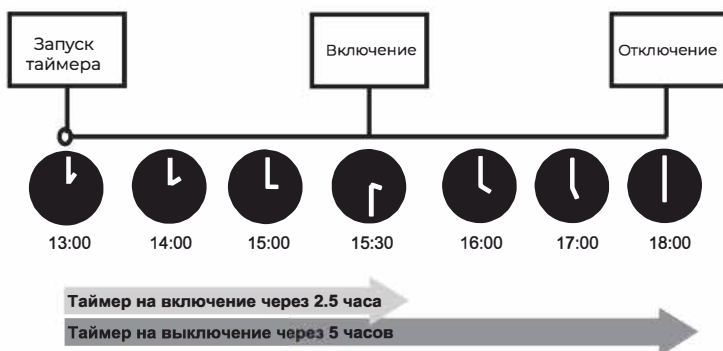 Запуск
таймера
Включение
Отключение
13:00 14:00 15:00 15:30 16:00 17:00 18:00
Таймер на включение через 2.5 часа
Таймер на выключение через 5 часов